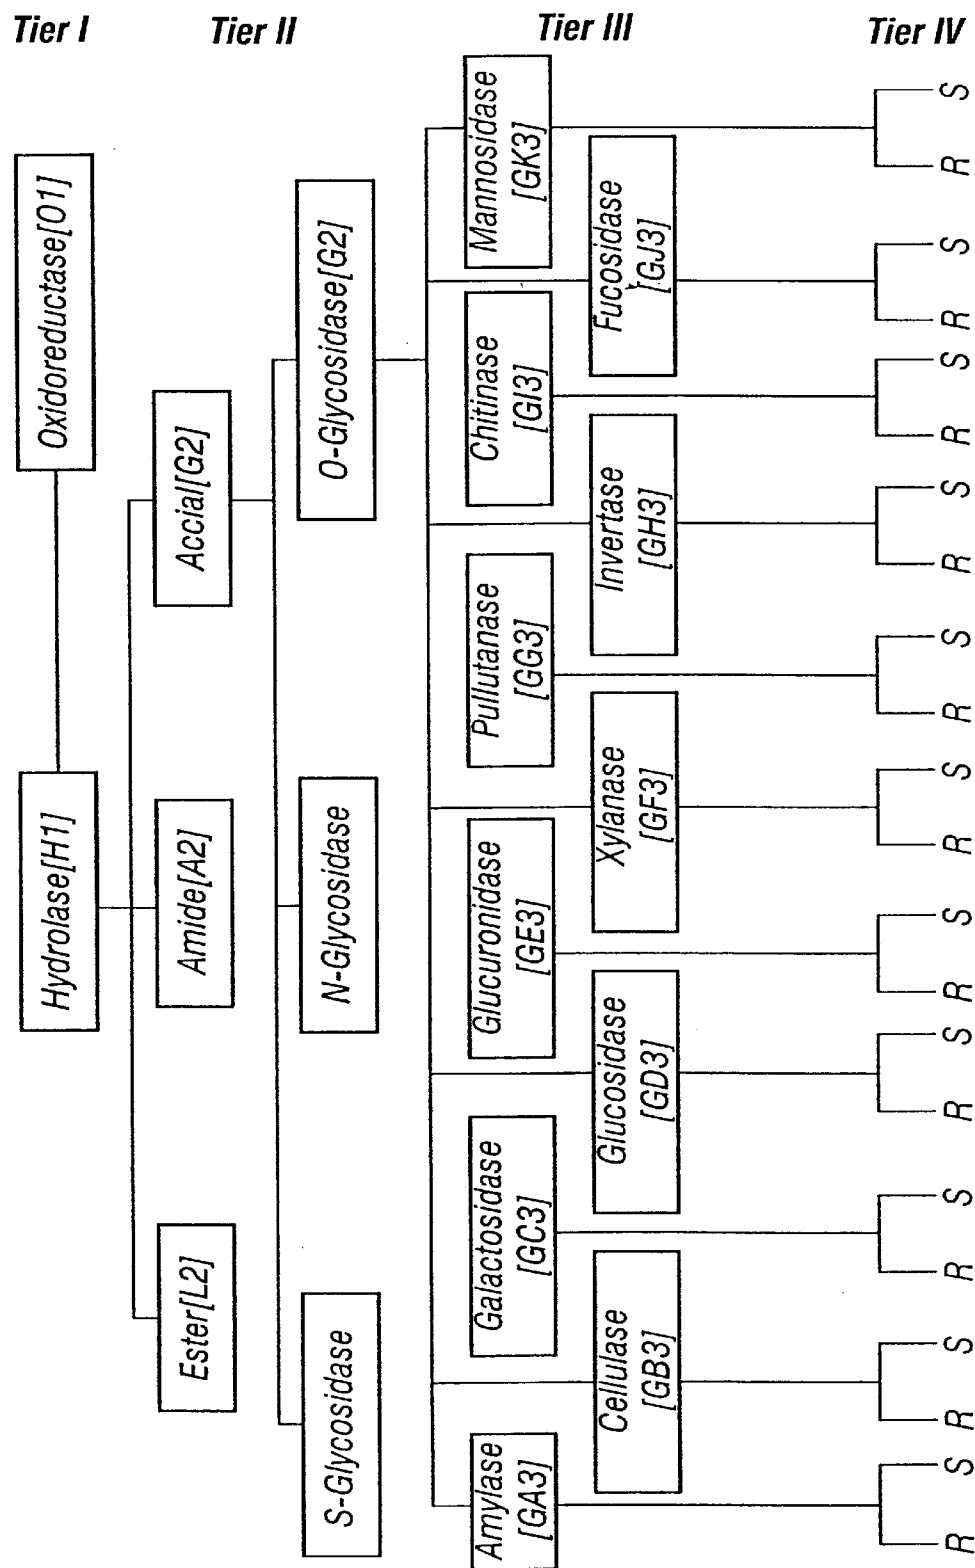 Tier I
Tier II
Tier III
Tier IV
Hydrolase[H1]
Oxidoreductase[O1]
Ester[L2]
Amide[A2]
Accial[G2]
S-Glycosidase
N-Glycosidase
O-Glycosidase[G2]
Amylase
[GA3]
Cellulase
[GB3]
Galactosidase
[GC3]
Glucosidase
[GD3]
Glucuronidase
[GE3]
Xylanase
[GF3]
Pullutanase
[GG3]
Invertase
[GH3]
Chitinase
[GI3]
Fucosidase
[GJ3]
Mannosidase
[GK3]
R S R S R S R S R S R S R S R S R S R S R S